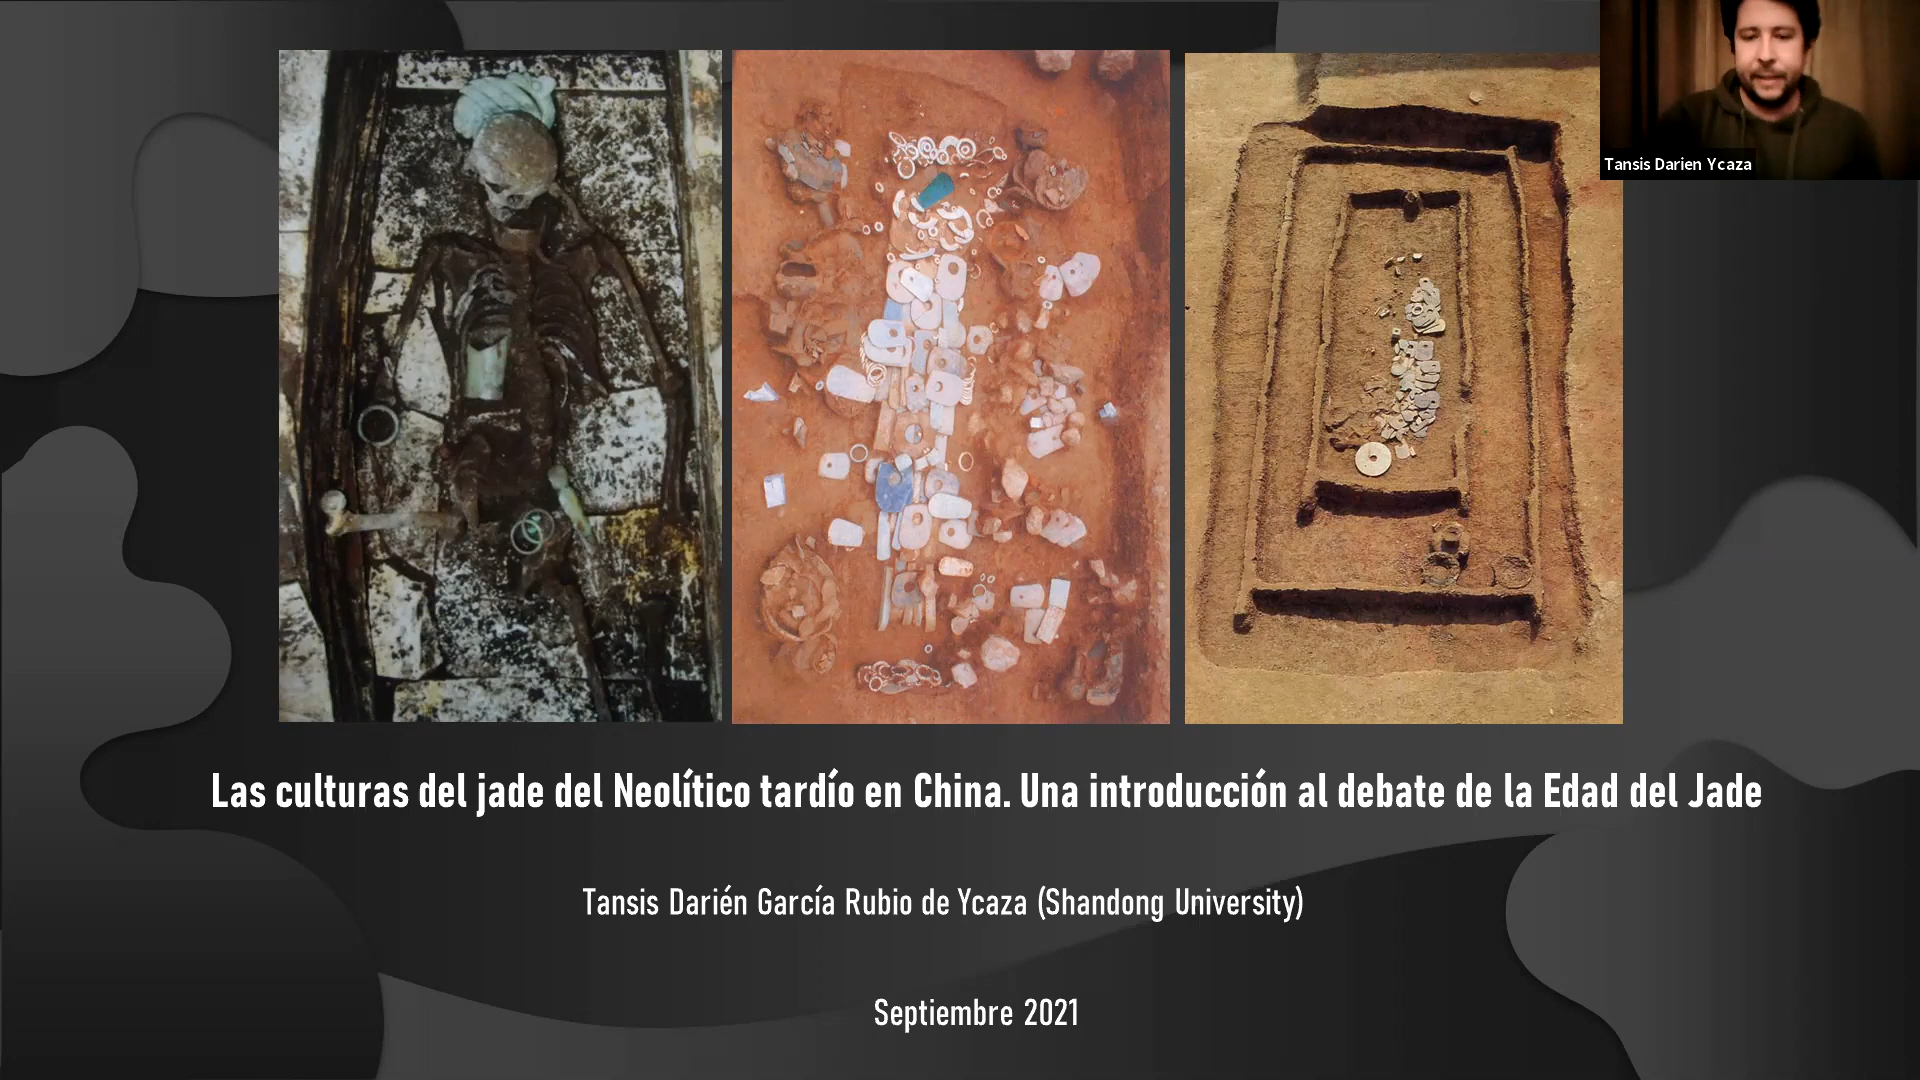 Tansis Darien Ycaza
Las culturas del jade del Neolítico tardío en China. Una introducción al debate de la Edad del Jade
Tansis Darién García Rubio de Ycaza (Shandong University)
Septiembre 2021